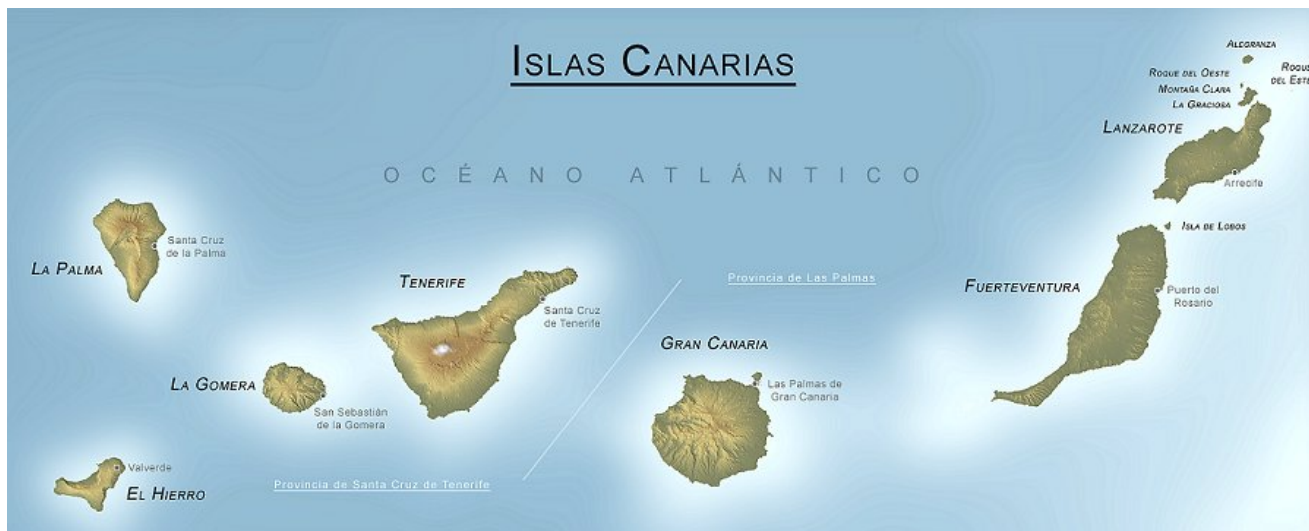 ISLAS CANARIAS
ALEGRANZA
ROQUE DEL OESTE
ROQUE
DEL ESTE
MONTAÑA CLARA
LA GRACIOSA
LANZAROTE
OCÉANO ATLÁNTICO
Arrecife
ISLA DE LOBOS
Santa Cruz
de la Palma
LA PALMA
TENERIFE
Provincia de Las Palmas
FUERTEVENTURA
Puerto del
Rosario
Santa Cruz
de Tenerife
GRAN CANARIA
LA GOMERA
Las Palmas de
Gran Canaria
San Sebastián
de la Gomera
Valverde
EL HIERRO
Provincia de Santa Cruz de Tenerife